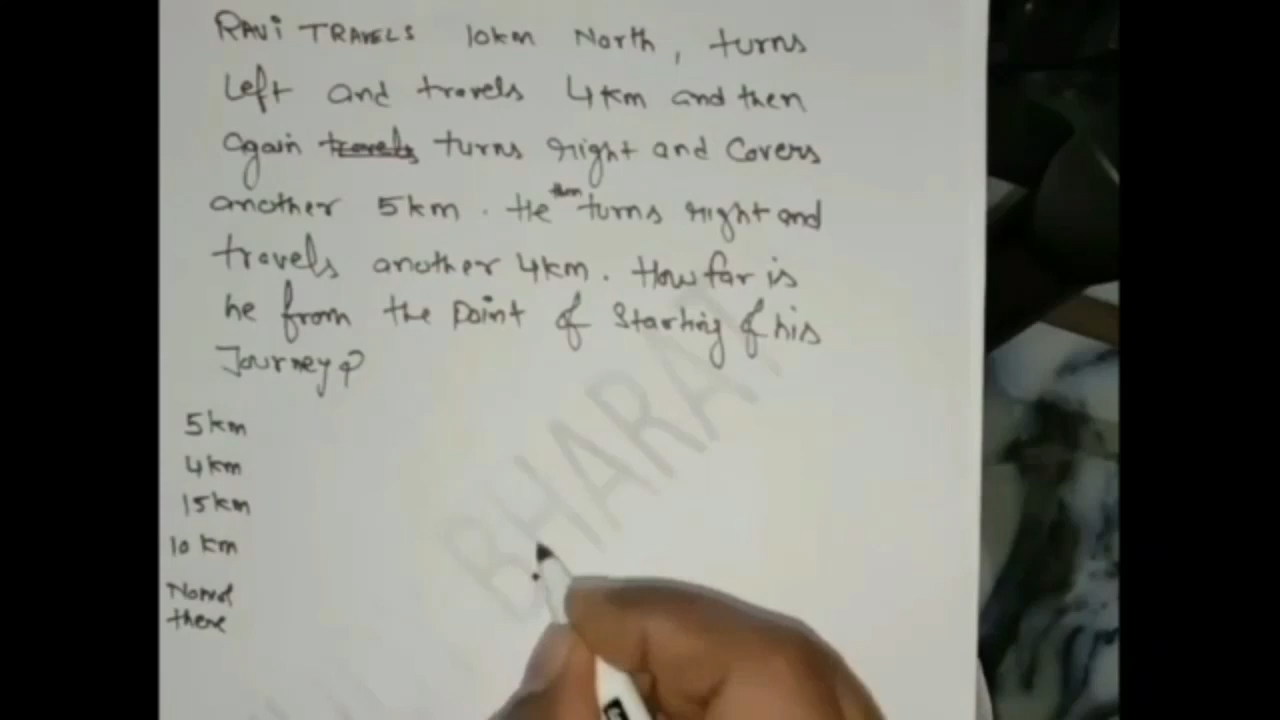 RAVi TRAVELS 10km North, turns
Left and travels 4km and then
again travels turns right and Covers
another 5km. He then turns right and
travels another 4km. How far is
he from the point of Starting of his
Journey?
5km
4km
15km
10 km
there
BHARAT